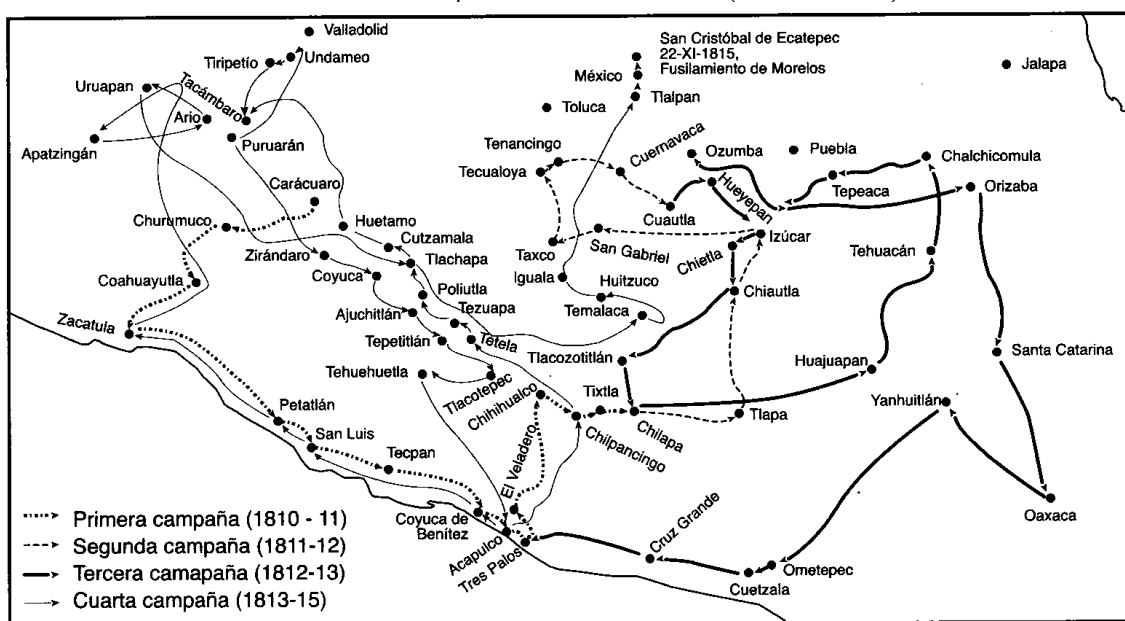 Valladolid
San Cristóbal de Ecatepec
22-XI-1815,
Fusilamiento de Morelos
Undameo
Tiripetío
Jalapa
México
Uruapan
Tacámbaro
Tlalpan
Toluca
Ario
Apatzingán
Puruarán
Tenancingo
Cuernavaca
Ozumba
Puebla
Chalchicomula
Tecualoya
Hueyepan
Tepeaca
Orizaba
Carácuaro
Cuautla
Churumuco
Huetamo
Izúcar
Cutzamala
San Gabriel
Taxco
Chietla
Tehuacán
Zirándaro
Tlachapa
Coyuca
Iguala
Huitzuco
Coahuayutla
Poliutla
Chiautla
Ajuchitlán
Tezuapa
Temalaca
Zacatula
Tepetitlán
Tetela
Tlacozotitlán
Huajuapan
Santa Catarina
Tehuehuetla
Tlacotepec
Chihihualco
Tixtla
Yanhuitlán
Petatlán
Chilpancingo
Chilapa
Tlapa
San Luis
Tecpan
El Veladero
Oaxaca
Coyuca de
Benítez
Acapulco
Tres Palos
Cruz Grande
Ometepec
Cuetzala
Primera campaña (1810 - 11)
Segunda campaña (1811-12)
Tercera camapaña (1812-13)
Cuarta campaña (1813-15)